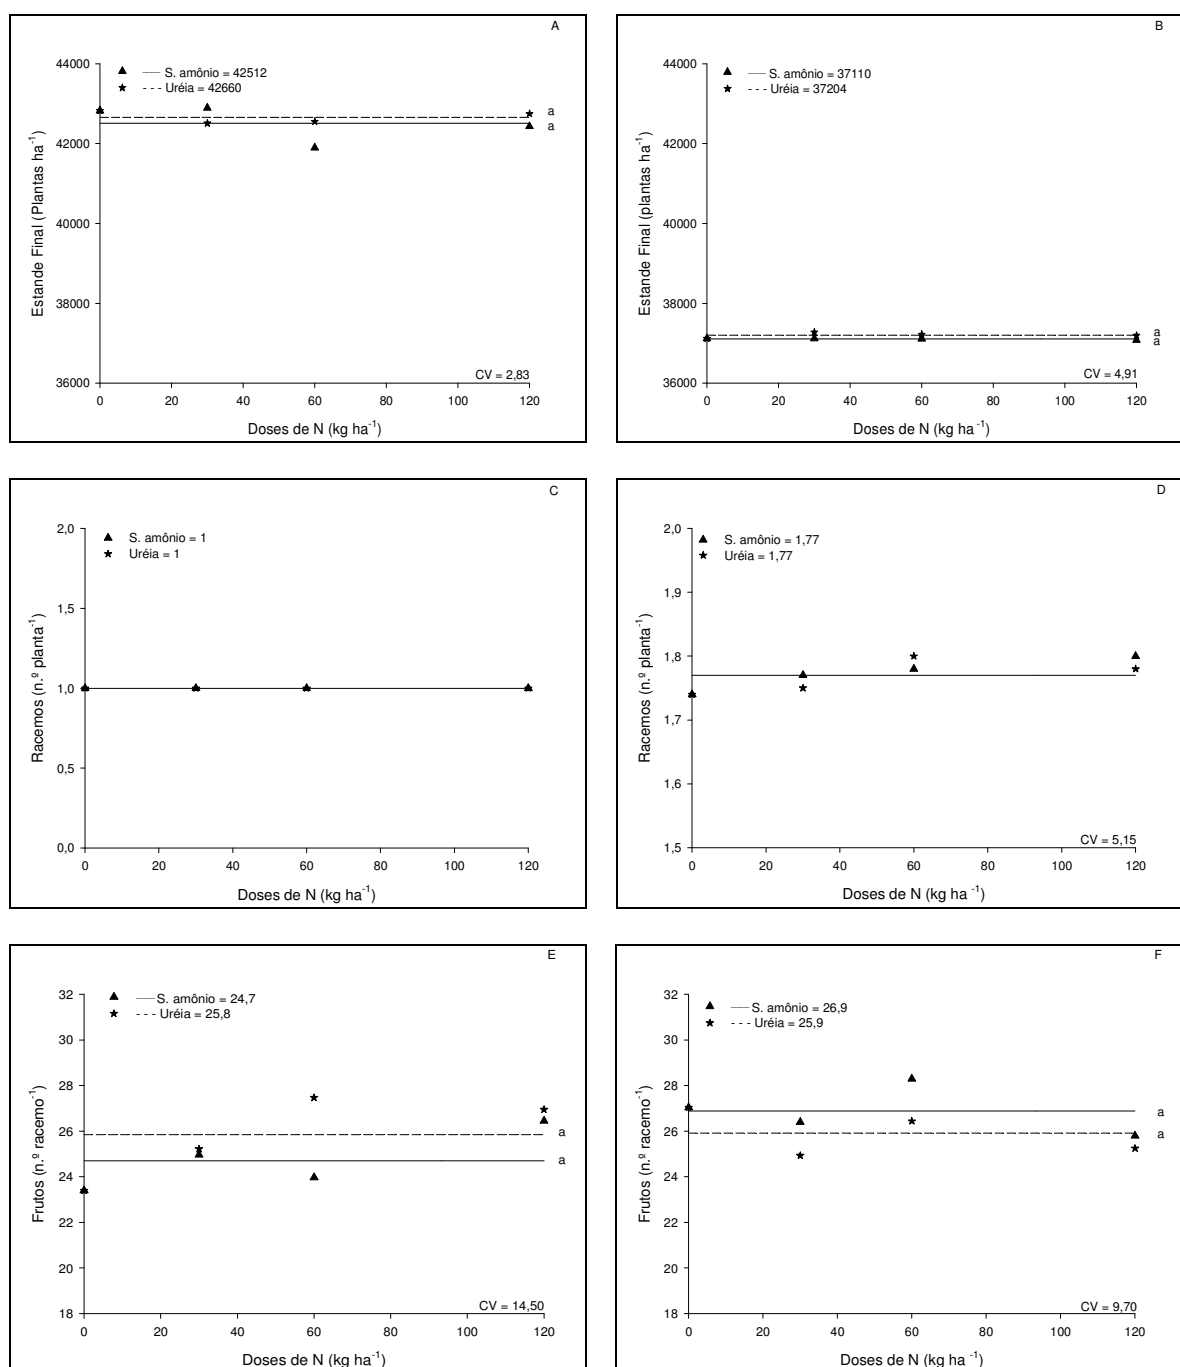 A
44000
42000
40000
38000
36000
Estande Final (Plantas ha-1)
S. amônio = 42512
Uréia = 42660
a
a
CV = 2,83
0 20 40 60 80 100 120
Doses de N (kg ha-1)
B
44000
42000
40000
38000
36000
Estande Final (plantas ha-1)
S. amônio = 37110
Uréia = 37204
a
a
CV = 4,91
0 20 40 60 80 100 120
Doses de N (kg ha-1)
C
2,0
1,5
1,0
0,5
0,0
Racemos (n.º planta-1)
S. amônio = 1
Uréia = 1
0 20 40 60 80 100 120
Doses de N (kg ha-1)
D
2,0
1,9
1,8
1,7
1,6
1,5
Racemos (n.º planta-1)
S. amônio = 1,77
Uréia = 1,77
CV = 5,15
0 20 40 60 80 100 120
Doses de N (kg ha -1)
E
32
30
28
26
24
22
20
18
Frutos (n.º racemo-1)
S. amônio = 24,7
Uréia = 25,8
a
a
CV = 14,50
0 20 40 60 80 100 120
Doses de N (kg ha-1)
F
32
30
28
26
24
22
20
18
Frutos (n.º racemo-1)
S. amônio = 26,9
Uréia = 25,9
a
a
CV = 9,70
0 20 40 60 80 100 120
Doses de N (kg ha-1)